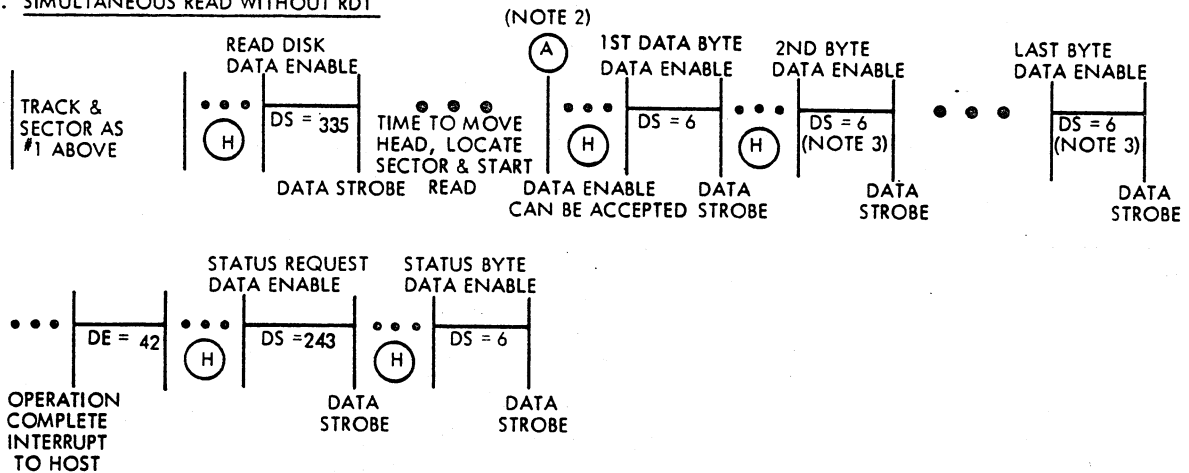 . SIMULTANEOUS READ WITHOUT RDY
(NOTE 2)
READ DISK
DATA ENABLE
A
1ST DATA BYTE
DATA ENABLE
2ND BYTE
DATA ENABLE
LAST BYTE
DATA ENABLE
TRACK &
SECTOR AS
#1 ABOVE
H
DS = 335
TIME TO MOVE
HEAD, LOCATE
SECTOR & START
READ
H
DS = 6
H
DS = 6
(NOTE 3)
DS = 6
(NOTE 3)
DATA STROBE
DATA ENABLE
CAN BE ACCEPTED
DATA
STROBE
DATA
STROBE
DATA
STROBE
STATUS REQUEST
DATA ENABLE
STATUS BYTE
DATA ENABLE
DE = 42
H
DS =243
H
DS = 6
OPERATION
COMPLETE
INTERRUPT
TO HOST
DATA
STROBE
DATA
STROBE